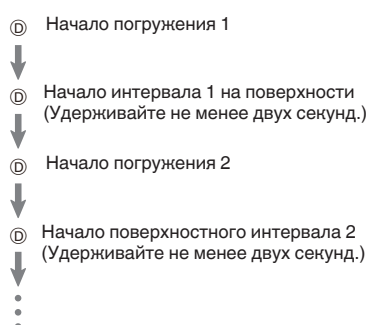 Ⓓ Начало погружения 1
Ⓓ Начало интервала 1 на поверхности
(Удерживайте не менее двух секунд.)
Ⓓ Начало погружения 2
Ⓓ Начало поверхностного интервала 2
(Удерживайте не менее двух секунд.)